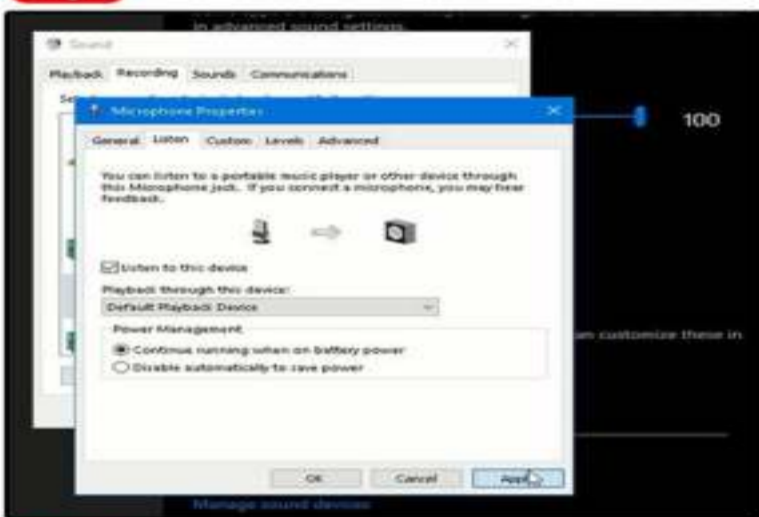 in advanced sound settings.
Sound
Playback Recording Sounds Communications
Microphone Properties
100
General Listen Custom Levels Advanced
You can listen to a portable music player or other device through
this Microphone jack. If you connect a microphone, you may hear
feedback.
Listen to this device
Playback through this device:
Default Playback Device
Power Management
an customize these in
Continue running when on battery power
Disable automatically to save power
OK Cancel Apply
Manage sound devices